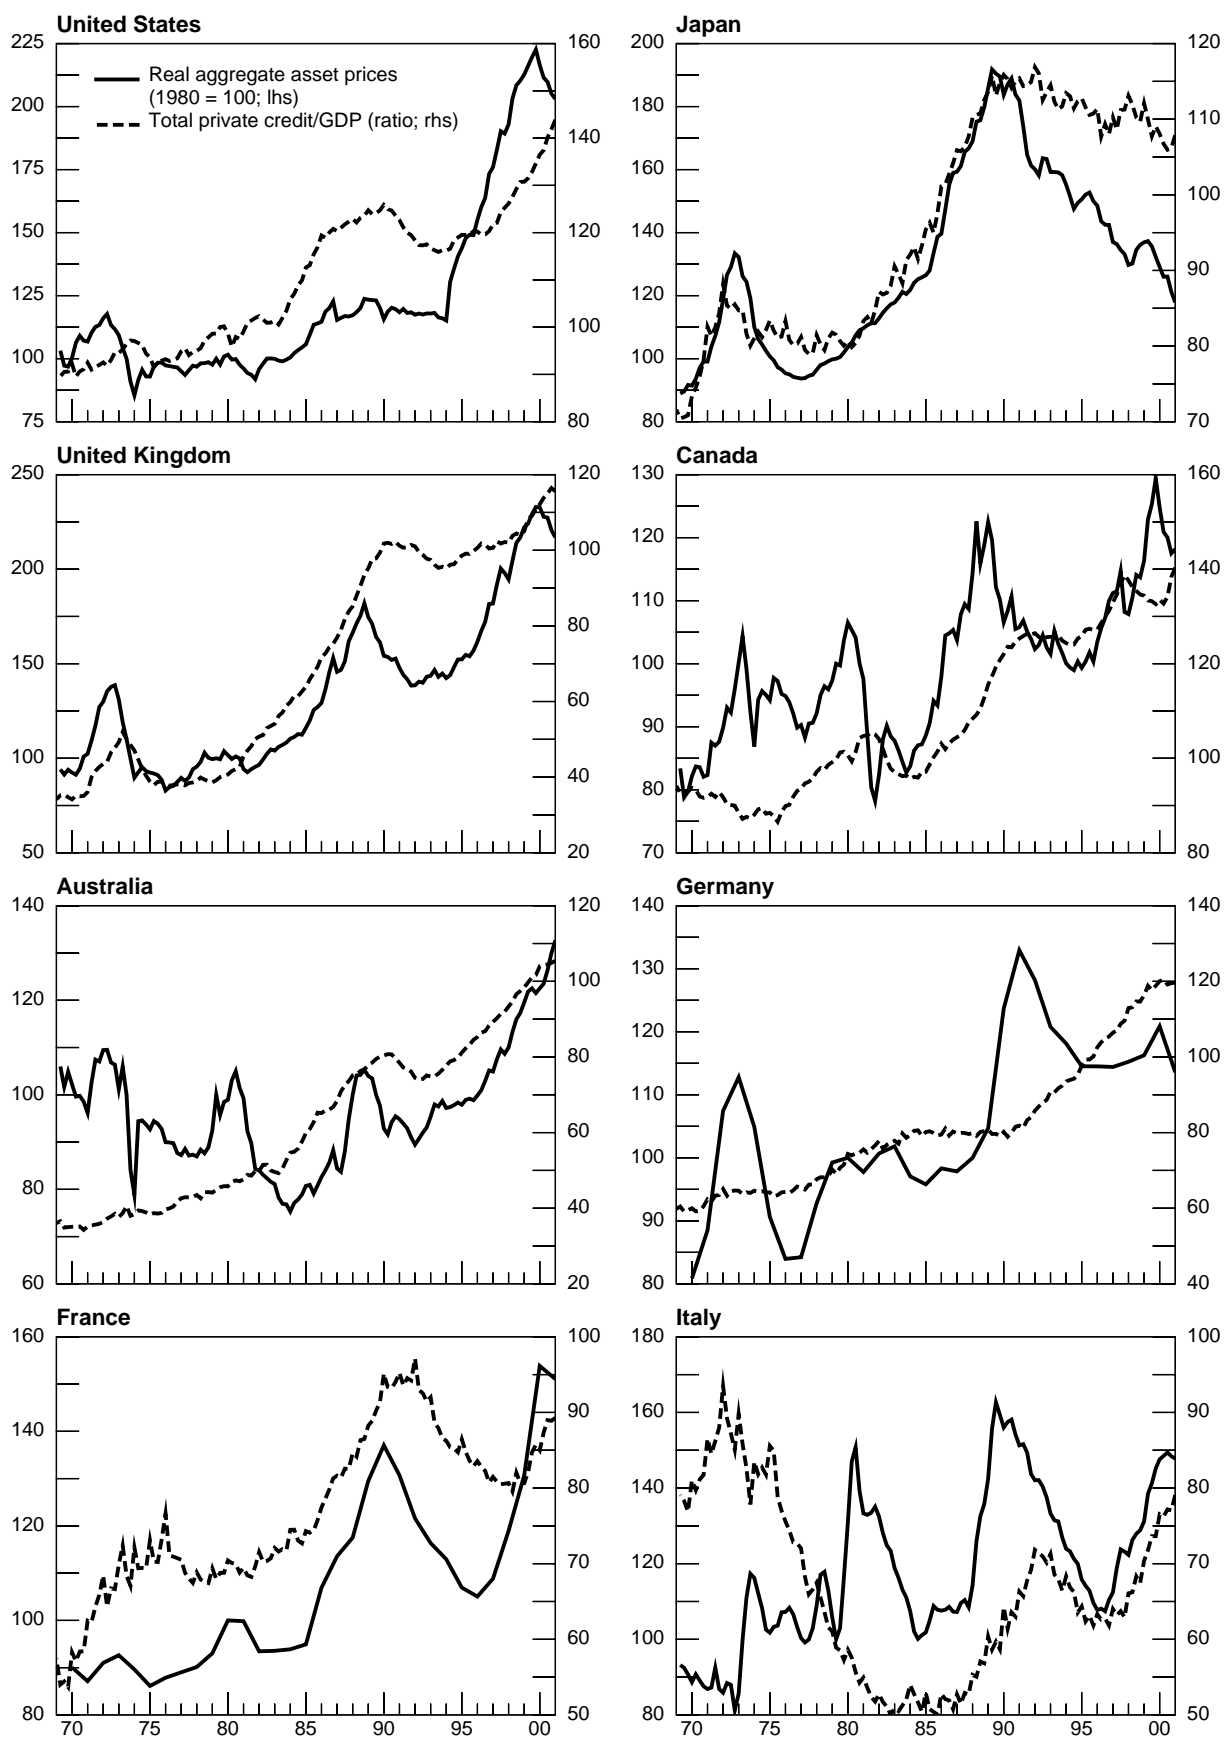 United States Japan
225 160 200 120
Real aggregate asset prices
(1980 = 100; lhs)
Total private credit/GDP (ratio; rhs)
200 140 180 110
175 160 100
150 120 140 90
125 100 120 80
100 100
75 80 80 70
United Kingdom Canada
250 120 130 160
120
200 100 140
110
80
150 100 120
60
90
100 40 100
80
50 20 70 80
Australia Germany
140 120 140 140
130
120 100 120
120
80 100
100 110
60 80
100
80 40 60
90
60 20 80 40
France Italy
160 100 180 100
140 90 160 90
80 140 80
120
70 120 70
100
60 100 60
80 50 80 50
70 75 80 85 90 95 00 70 75 80 85 90 95 00